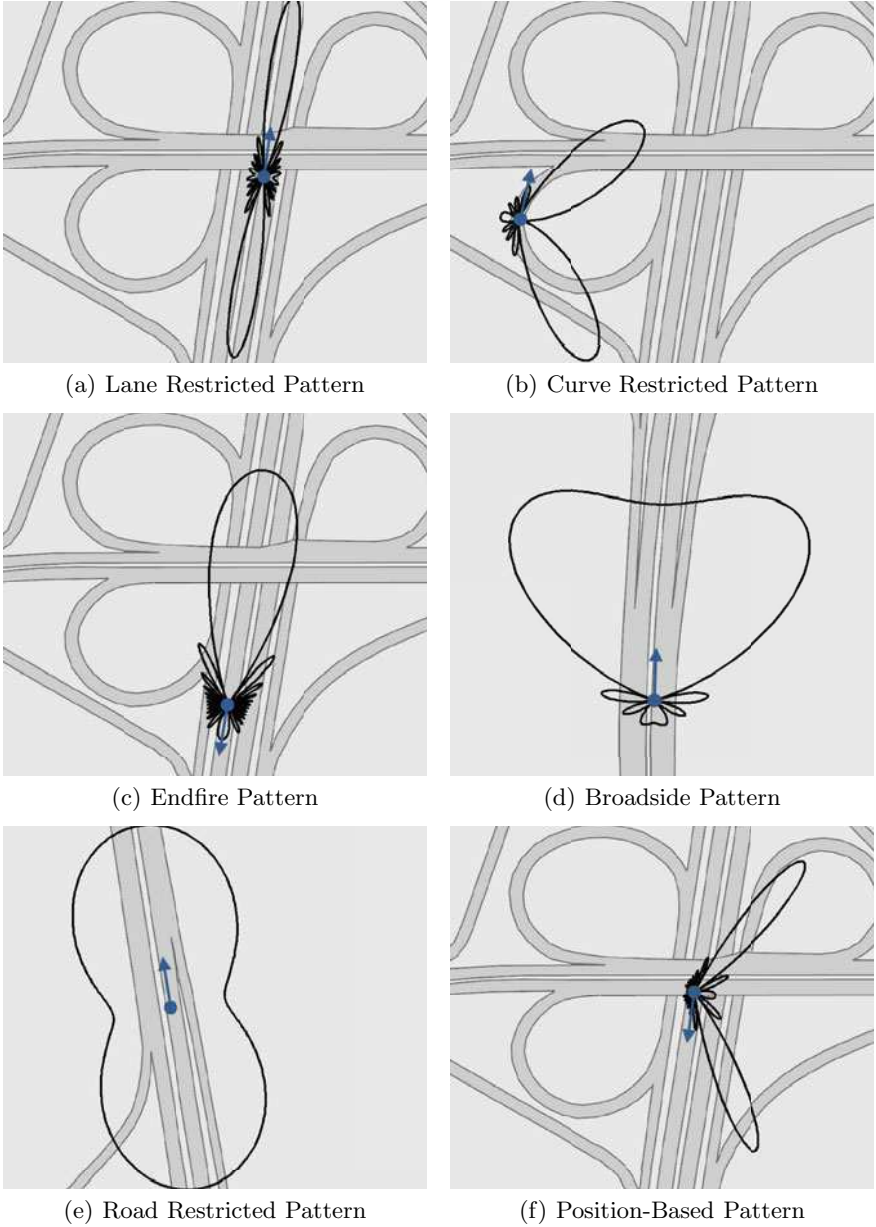 (a) Lane Restricted Pattern
(b) Curve Restricted Pattern
(c) Endfire Pattern
(d) Broadside Pattern
(e) Road Restricted Pattern
(f) Position-Based Pattern